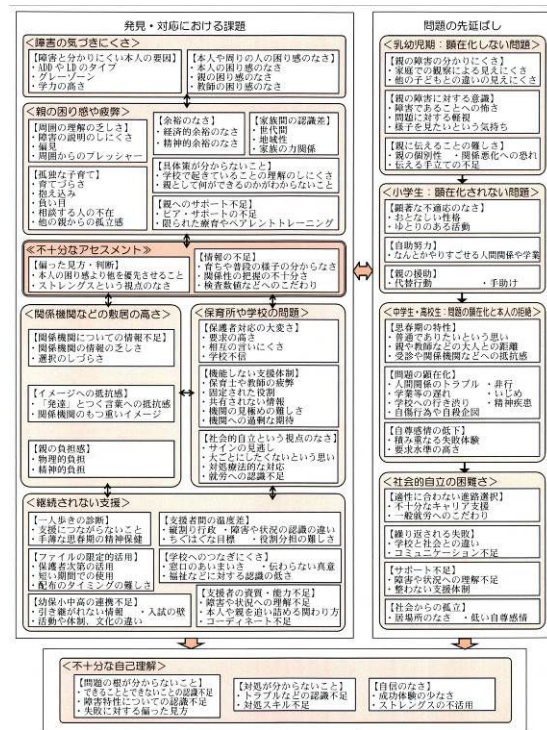 発見・対応における課題
<障害の気づきにくさ>
【障害と分かりにくい本人の要因】
・ADDやLDのタイプ
・グレーゾーン
・学力の高さ
【本人や周りの人の困り感のなさ】
・本人の困り感のなさ
・親の困り感のなさ
・教師の困り感のなさ
<親の困り感や疲弊>
【周囲の理解の乏しさ】
・障害の説明のしにくさ
・偏見
・周囲からのプレッシャー
【余裕のなさ】
・経済的余裕のなさ
・精神的余裕のなさ
【家族間の認識差】
・世代間
・地域性
・家族の力関係
【孤独な子育て】
・育てづらさ
・抱え込み
・負い目
・相談する人の不在
・他の親からの孤立感
【具体策が分からないこと】
・学校で起きていることの理解のしにくさ
・親として何ができるのかがわからないこと
【親へのサポート不足】
・ピア・サポートの不足
・限られた療育やペアレントトレーニング
≪不十分なアセスメント≫
【偏った見方・判断】
・本人の困り感より他を優先させること
・ストレングスという視点のなさ
【情報の不足】
・育ちや普段の様子の分からなさ
・関係性の把握の不十分さ
・検査数値などへのこだわり
<関係機関などの敷居の高さ>
【関係機関についての情報不足】
・関係機関の情報の乏しさ
・選択のしづらさ
【イメージへの抵抗感】
・「発達」とつく言葉への抵抗感
・関係機関のもつ重いイメージ
【親の負担感】
・物理的負担
・精神的負担
<保育所や学校の問題>
【保護者対応の大変さ】
・要求の高さ
・相互の言いにくさ
・学校不信
【機能しない支援体制】
・保育士や教師の疲弊
・固定された役割
・共有されない情報
・機関の見極めの難しさ
・機関への過剰な期待
【社会的自立という視点のなさ】
・サインの見逃し
・大ごとにしたくないという思い
・対処療法的な対応
・就労への認識不足
<継続されない支援>
【一人歩きの診断】
・支援につながらないこと
・手薄な思春期の精神保健
【支援者間の温度差】
・縦割り行政 ・障害や状況の認識の違い
・ちぐはぐな目標 ・役割分担の難しさ
【ファイルの限定的活用】
・保護者次第の活用
・短い期間での使用
・配布のタイミングの難しさ
【学校へのつなぎにくさ】
・窓口のあいまいさ ・伝わらない真意
・福祉などに対する認識の低さ
【幼保小中高の連携不足】
・引き継がれない情報 ・入試の壁
・活動や体制、文化の違い
【支援者の資質・能力不足】
・障害や状況への理解不足
・本人や親を追い詰める関わり方
・コーディネート不足
問題の先延ばし
<乳幼児期：顕在化しない問題>
【親の障害の分かりにくさ】
・家庭での観察による見えにくさ
・他の子どもとの違いの見えにくさ
【親の障害に対する意識】
・障害であることへの怖さ
・問題に対する軽視
・様子を見たいという気持ち
【親に伝えることの難しさ】
・親の個別性 ・関係悪化への恐れ
・伝える手立ての不足
<小学生：顕在化されない問題>
【顕著な不適応のなさ】
・おとなしい性格
・ゆとりのある活動
【自助努力】
・なんとかやりすごせる人間関係や学業
【親の援助】
・代替行動 ・手助け
<中学生・高校生：問題の顕在化と本人の拒絶>
【思春期の特性】
・普通でありたいという思い
・親や教師などの大人との距離
・受診や関係機関などへの抵抗感
【問題の顕在化】
・人間関係のトラブル ・非行
・学業等の遅れ ・いじめ
・学校への行き渋り ・精神疾患
・自傷行為や自殺企図
【自尊感情の低下】
・積み重なる失敗体験
・要求水準の高さ
<社会的自立の困難さ>
【適性に合わない進路選択】
・不十分なキャリア支援
・一般就労へのこだわり
【繰り返される失敗】
・学校と社会との違い
・コミュニケーション不足
【サポート不足】
・障害や状況への理解不足
・整わない支援体制
【社会からの孤立】
・居場所のなさ ・低い自尊感情
<不十分な自己理解>
【問題の根が分からないこと】
・できることとできないことの認識不足
・障害特性についての認識不足
・失敗に対する偏った見方
【対処が分からないこと】
・トラブルなどの認識不足
・対処スキル不足
【自信のなさ】
・成功体験の少なさ
・ストレングスの不活用